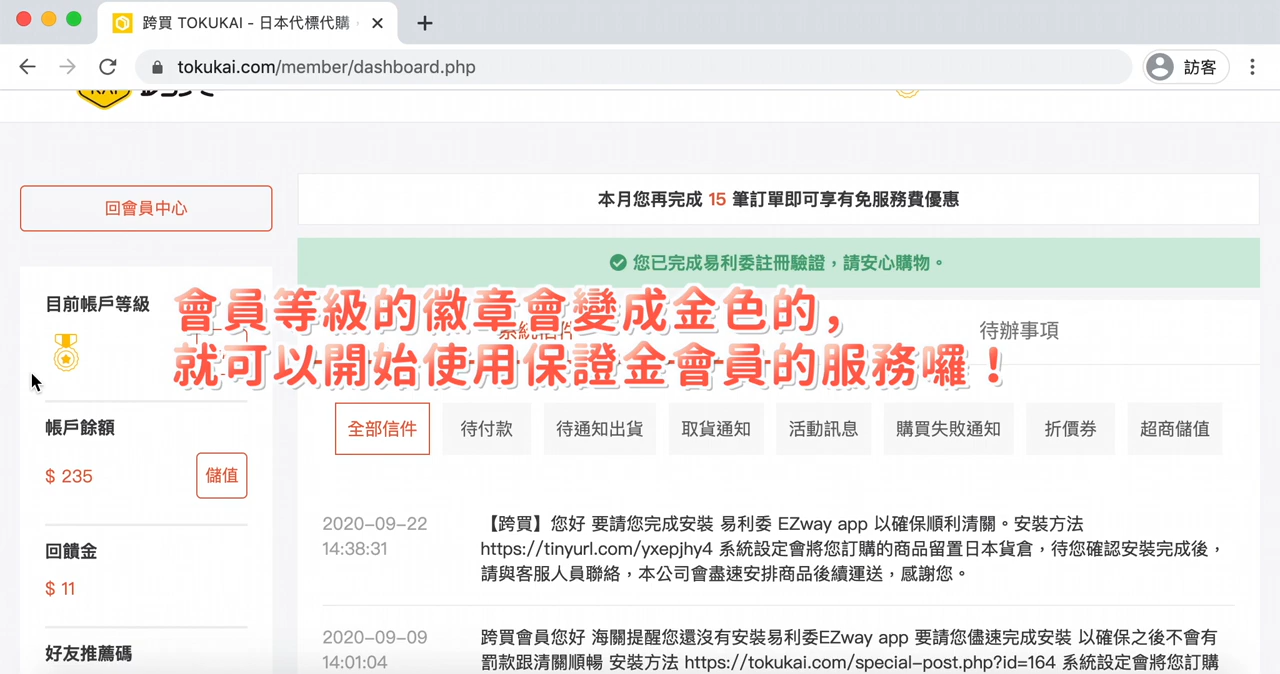 跨買 TOKUKAI - 日本代標代購
tokukai.com/member/dashboard.php
訪客
回會員中心
本月您再完成 15 筆訂單即可享有免服務費優惠
您已完成易利委註冊驗證，請安心購物。
目前帳戶等級
會員等級的徽章會變成金色的，
就可以開始使用保證金會員的服務囉！
系統信件
待辦事項
帳戶餘額
$ 235
儲值
回饋金
$ 11
好友推薦碼
全部信件
待付款
待通知出貨
取貨通知
活動訊息
購買失敗通知
折價券
超商儲值
2020-09-22
14:38:31
【跨買】您好 要請您完成安裝 易利委 EZway app 以確保順利清關。安裝方法
https://tinyurl.com/yxepjhy4 系統設定會將您訂購的商品留置日本貨倉，待您確認安裝完成後，
請與客服人員聯絡，本公司會盡速安排商品後續運送，感謝您。
2020-09-09
14:01:04
跨買會員您好 海關提醒您還沒有安裝易利委EZway app 要請您儘速完成安裝 以確保之後不會有
罰款跟清關順暢 安裝方法 https://tokukai.com/special-post.php?id=164 系統設定會將您訂購